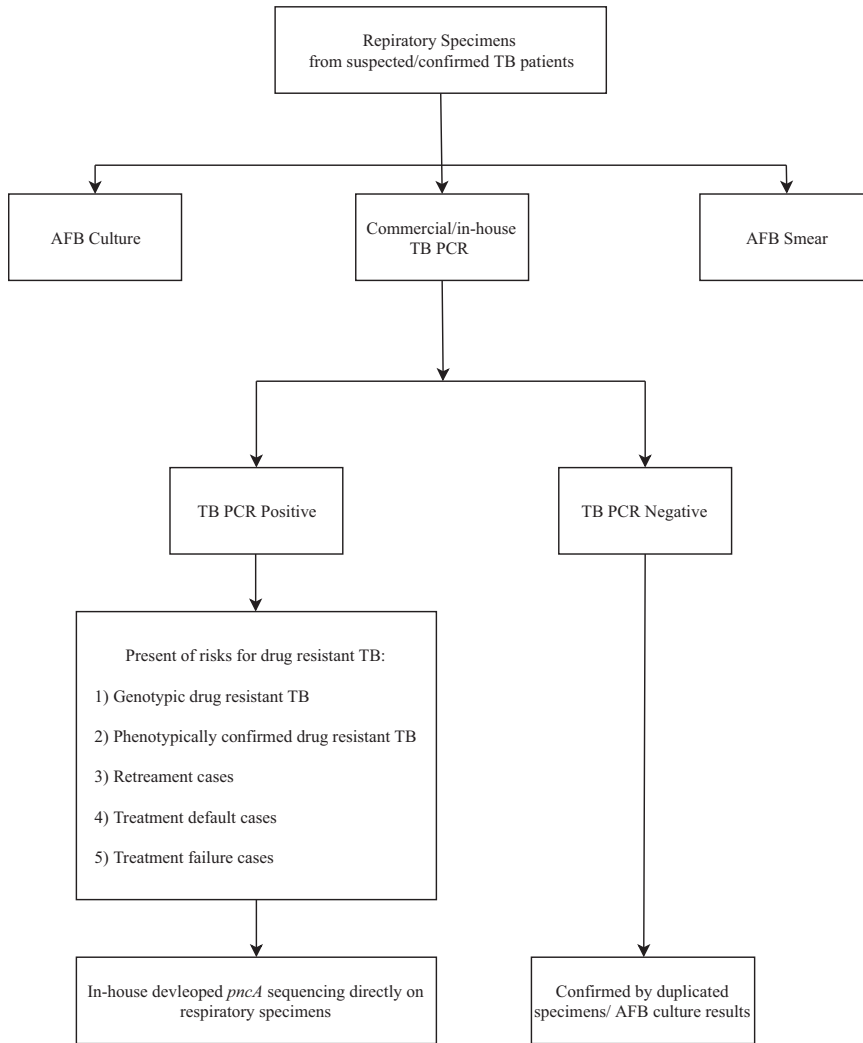 Repiratory Specimens
from suspected/confirmed TB patients
AFB Culture
Commercial/in-house
TB PCR
AFB Smear
TB PCR Positive
TB PCR Negative
Present of risks for drug resistant TB:
1) Genotypic drug resistant TB
2) Phenotypically confirmed drug resistant TB
3) Retreament cases
4) Treatment default cases
5) Treatment failure cases
In-house devleoped pncA sequencing directly on
respiratory specimens
Confirmed by duplicated
specimens/ AFB culture results